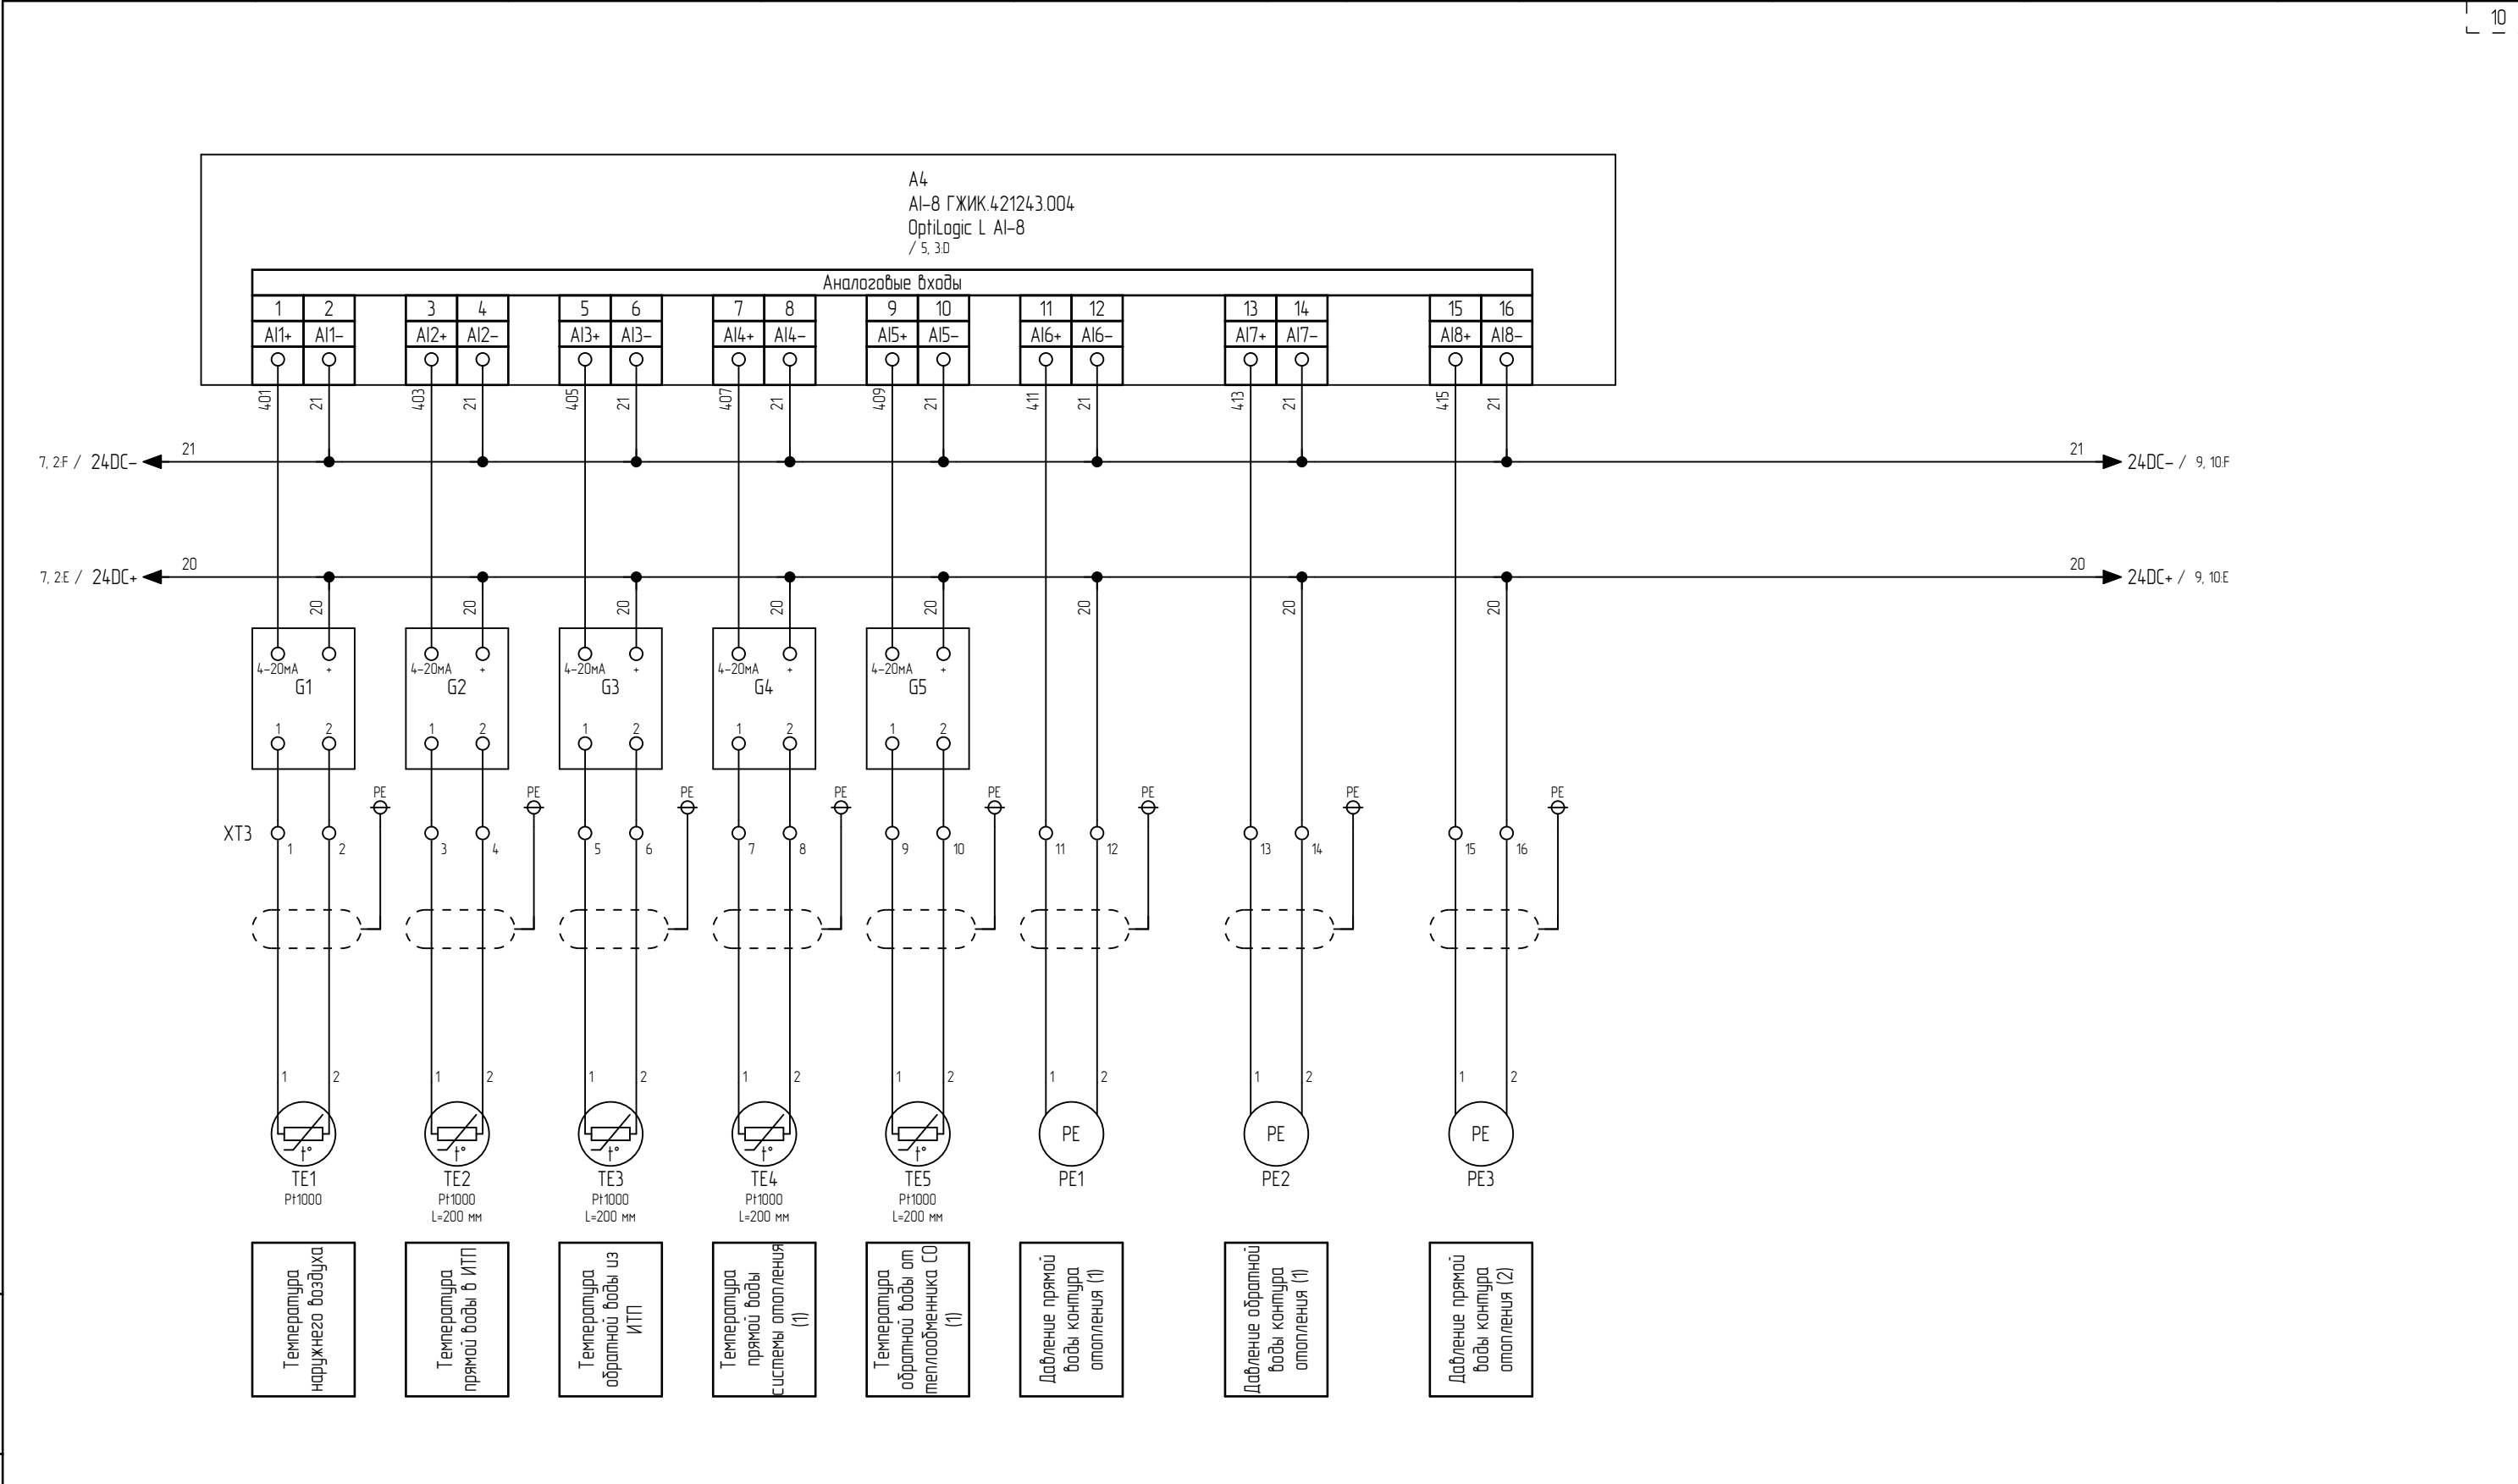 10
A4
AI-8 ГЖИК.421243.004
OptiLogic L AI-8
/ 5, 3:D
Аналоговые входы
1 2 3 4 5 6 7 8 9 10 11 12 13 14 15 16
AI1+ AI1- AI2+ AI2- AI3+ AI3- AI4+ AI4- AI5+ AI5- AI6+ AI6- AI7+ AI7- AI8+ AI8-
401 21 403 21 405 21 407 21 409 21 411 21 413 21 415 21
7, 2:F / 24DC- 21 21 24DC- / 9, 10:F
7, 2:E / 24DC+ 20 20 24DC+ / 9, 10:E
20 20 20 20 20 20 20 20
4-20мА + 4-20мА + 4-20мА + 4-20мА + 4-20мА +
G1 G2 G3 G4 G5
1 2 1 2 1 2 1 2 1 2
PE PE PE PE PE PE PE PE
XT3
1 2 3 4 5 6 7 8 9 10 11 12 13 14 15 16
1 2 1 2 1 2 1 2 1 2 1 2 1 2 1 2
t° t° t° t° t° PE PE PE
TE1 TE2 TE3 TE4 TE5 PE1 PE2 PE3
Pt1000 Pt1000 Pt1000 Pt1000 Pt1000
L=200 мм L=200 мм L=200 мм L=200 мм
Температура
наружнего воздуха
Температура
прямой воды в ИТП
Температура
обратной воды из
ИТП
Температура
прямой воды
системы отопления
(1)
Температура
обратной воды от
теплообменника СО
(1)
Давление прямой
воды контура
отопления (1)
Давление обратной
воды контура
отопления (1)
Давление прямой
воды контура
отопления (2)